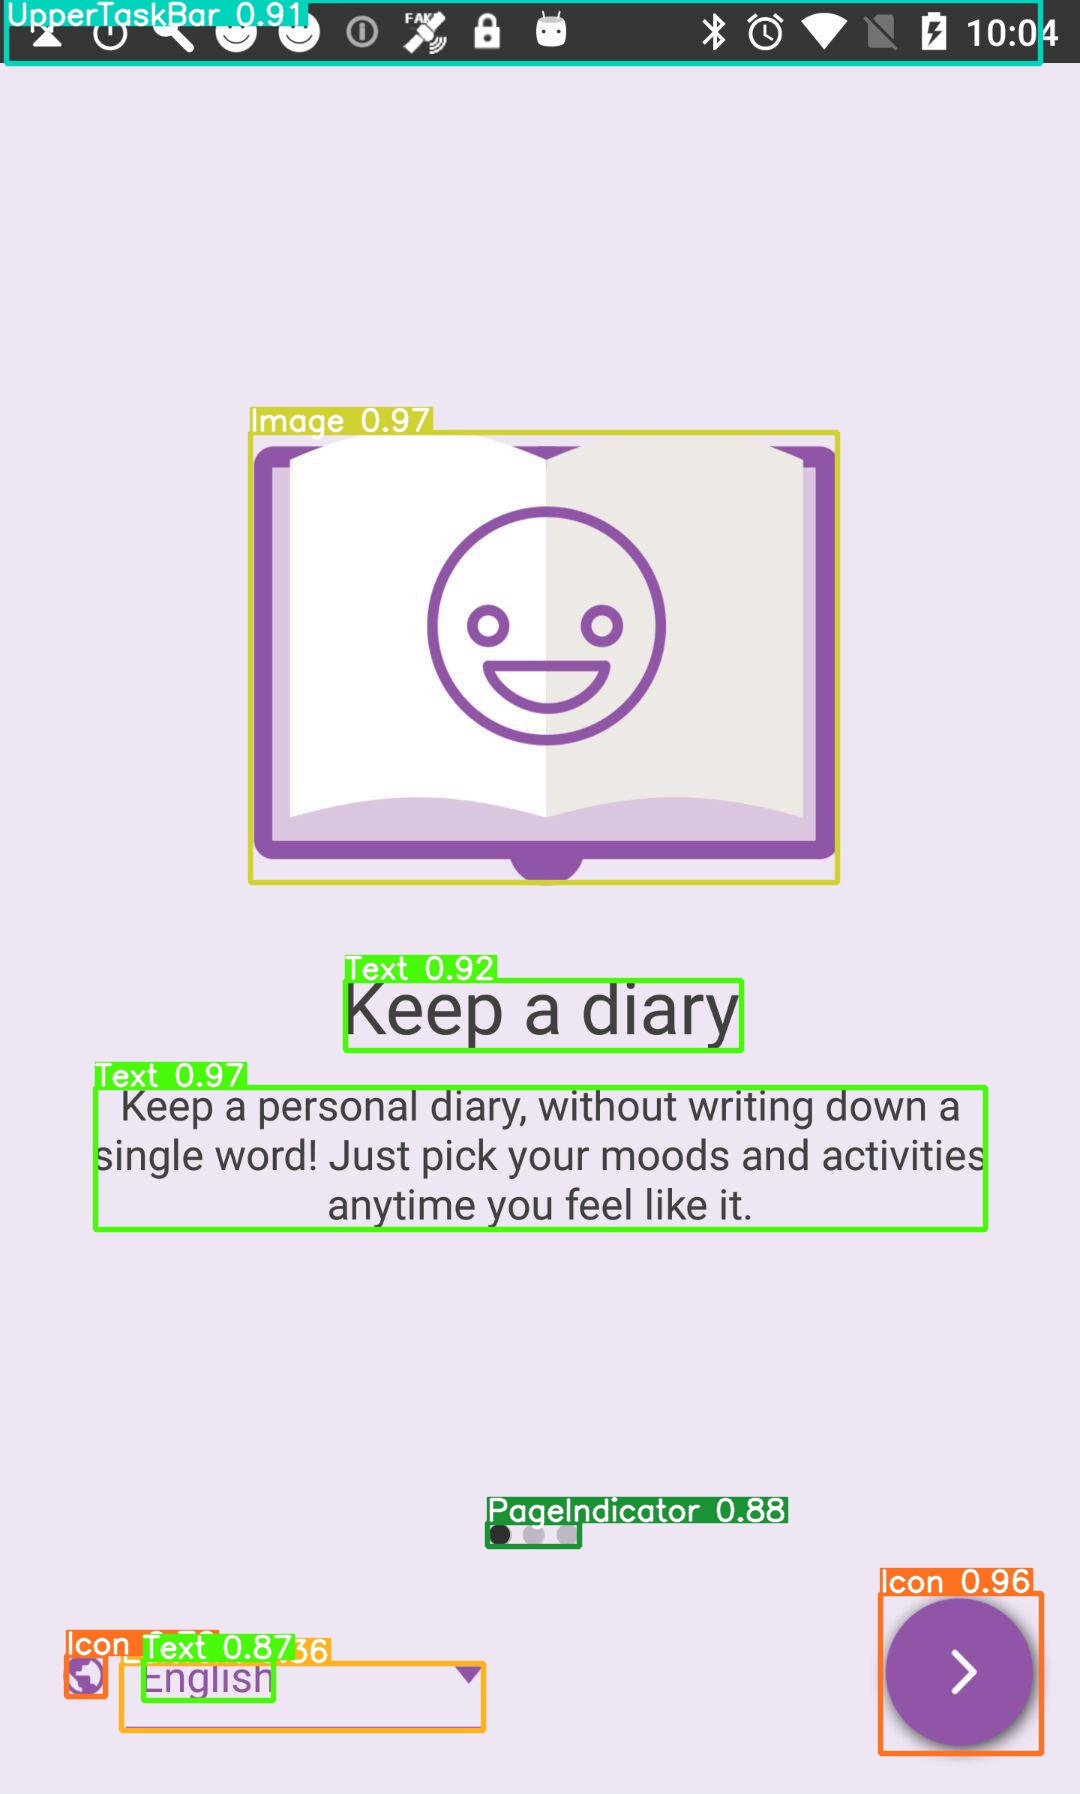 UpperTaskBar 0.91
FAKE
10:04
Image 0.97
Text 0.92
Keep a diary
Text 0.97
Keep a personal diary, without writing down a
single word! Just pick your moods and activities
anytime you feel like it.
PageIndicator 0.88
Icon 0.96
Icon
Text 0.87
36
English